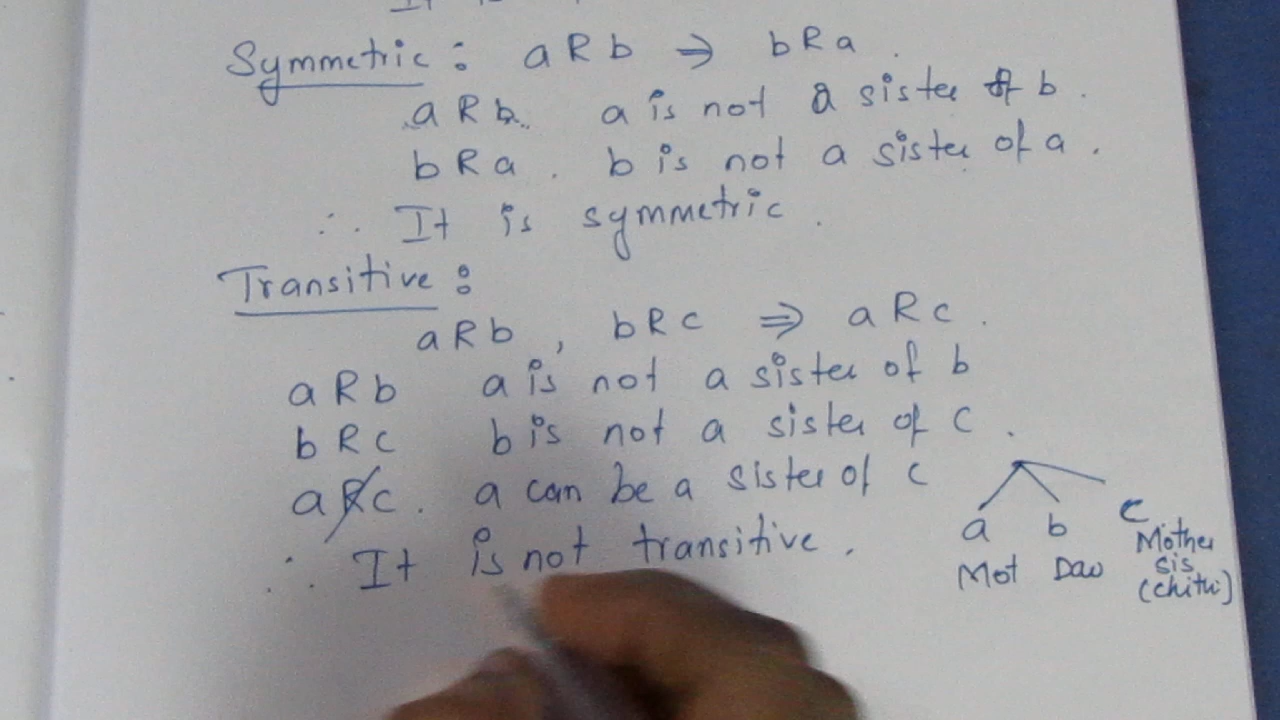 Symmetric : aRb ⇒ bRa .
aRb. a is not a sister of b .
bRa . b is not a sister of a .
∴ It is symmetric .
Transitive :
aRb , bRc ⇒ aRc .
aRb a is not a sister of b
bRc b is not a sister of c .
aR̸c . a can be a sister of c
∴ It is not transitive .
a b c
Mot Dau Mother
sis
(chithi)